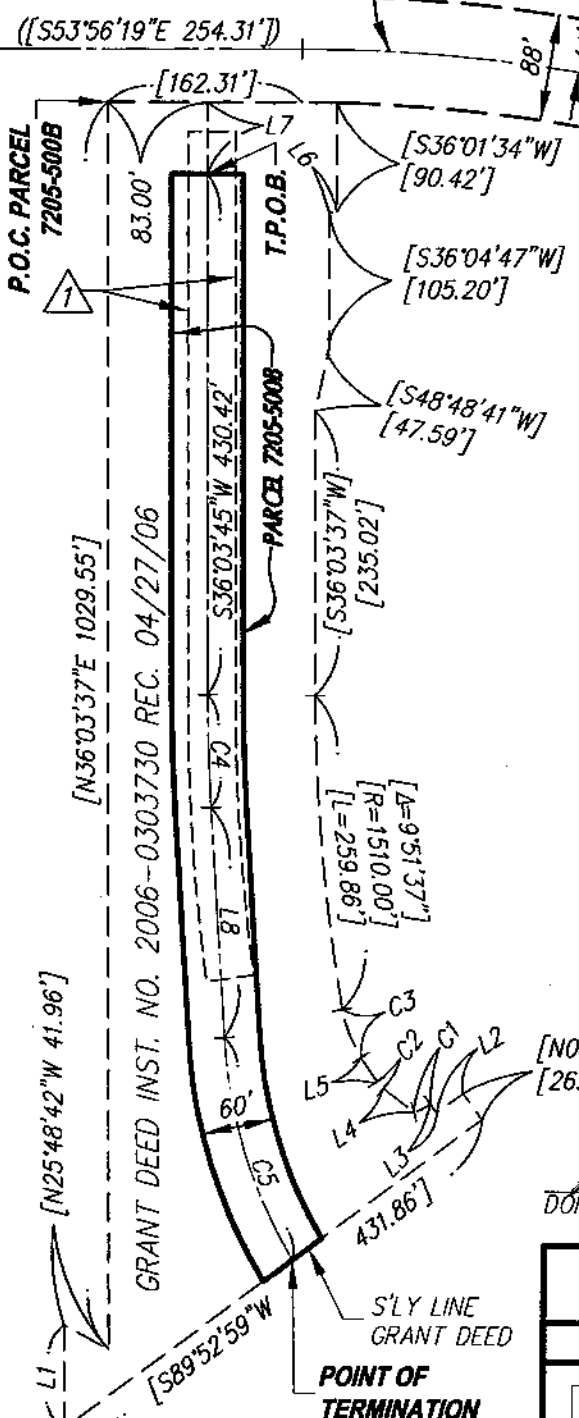 ([S53°56'19"E 254.31'])
88'
[162.31']
P.O.C. PARCEL
7205-500B
83.00'
L7
T.P.O.B.
L6
[S36°01'34"W]
[90.42']
1
[S36°04'47"W]
[105.20']
[S48°48'41"W]
[47.59']
S36°03'45"W 430.42'
PARCEL 7205-500B
[S36°03'37"W]
[235.02']
[N36°03'37"E 1029.55']
GRANT DEED INST. NO. 2006-0303730 REC. 04/27/06
C4
[Δ=9°51'37"]
[R=1510.00']
[L=259.86']
L8
[N25°48'42"W 41.96']
C3
C2
C1
L2
L5
L4
L3
[N0
[26
60'
C5
431.86']
DO
[S89°52'59"W
S'LY LINE
GRANT DEED
L1
POINT OF
TERMINATION